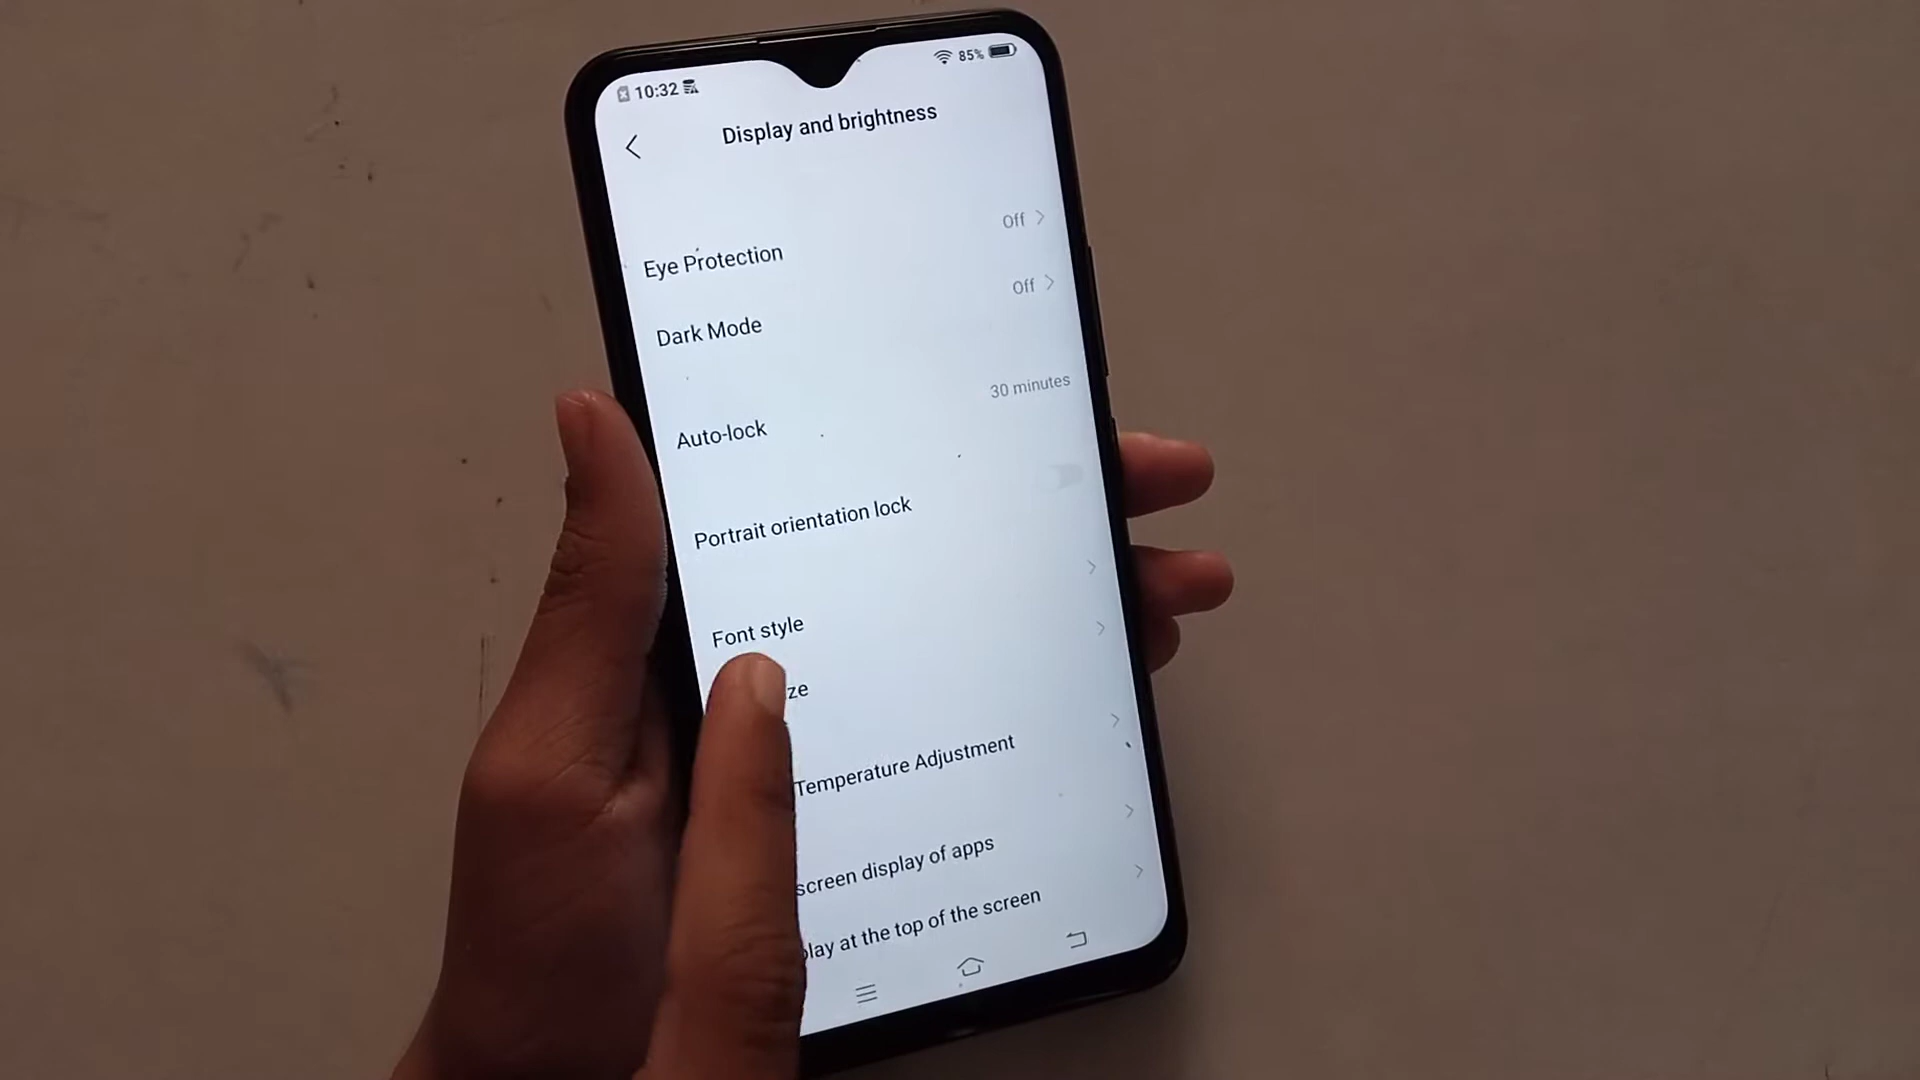 10:32
85%
Display and brightness
Eye Protection
Off
Dark Mode
Off
Auto-lock
30 minutes
Portrait orientation lock
Font style
ze
Temperature Adjustment
screen display of apps
play at the top of the screen